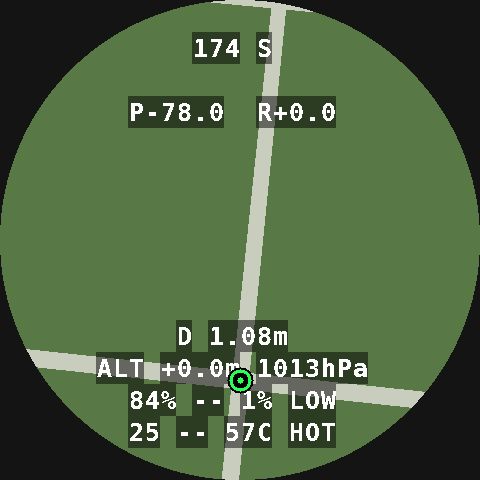 174 S
P-78.0 R+0.0
D 1.08m
ALT +0.0m 1013hPa
84% -- 1% LOW
25 -- 57C HOT